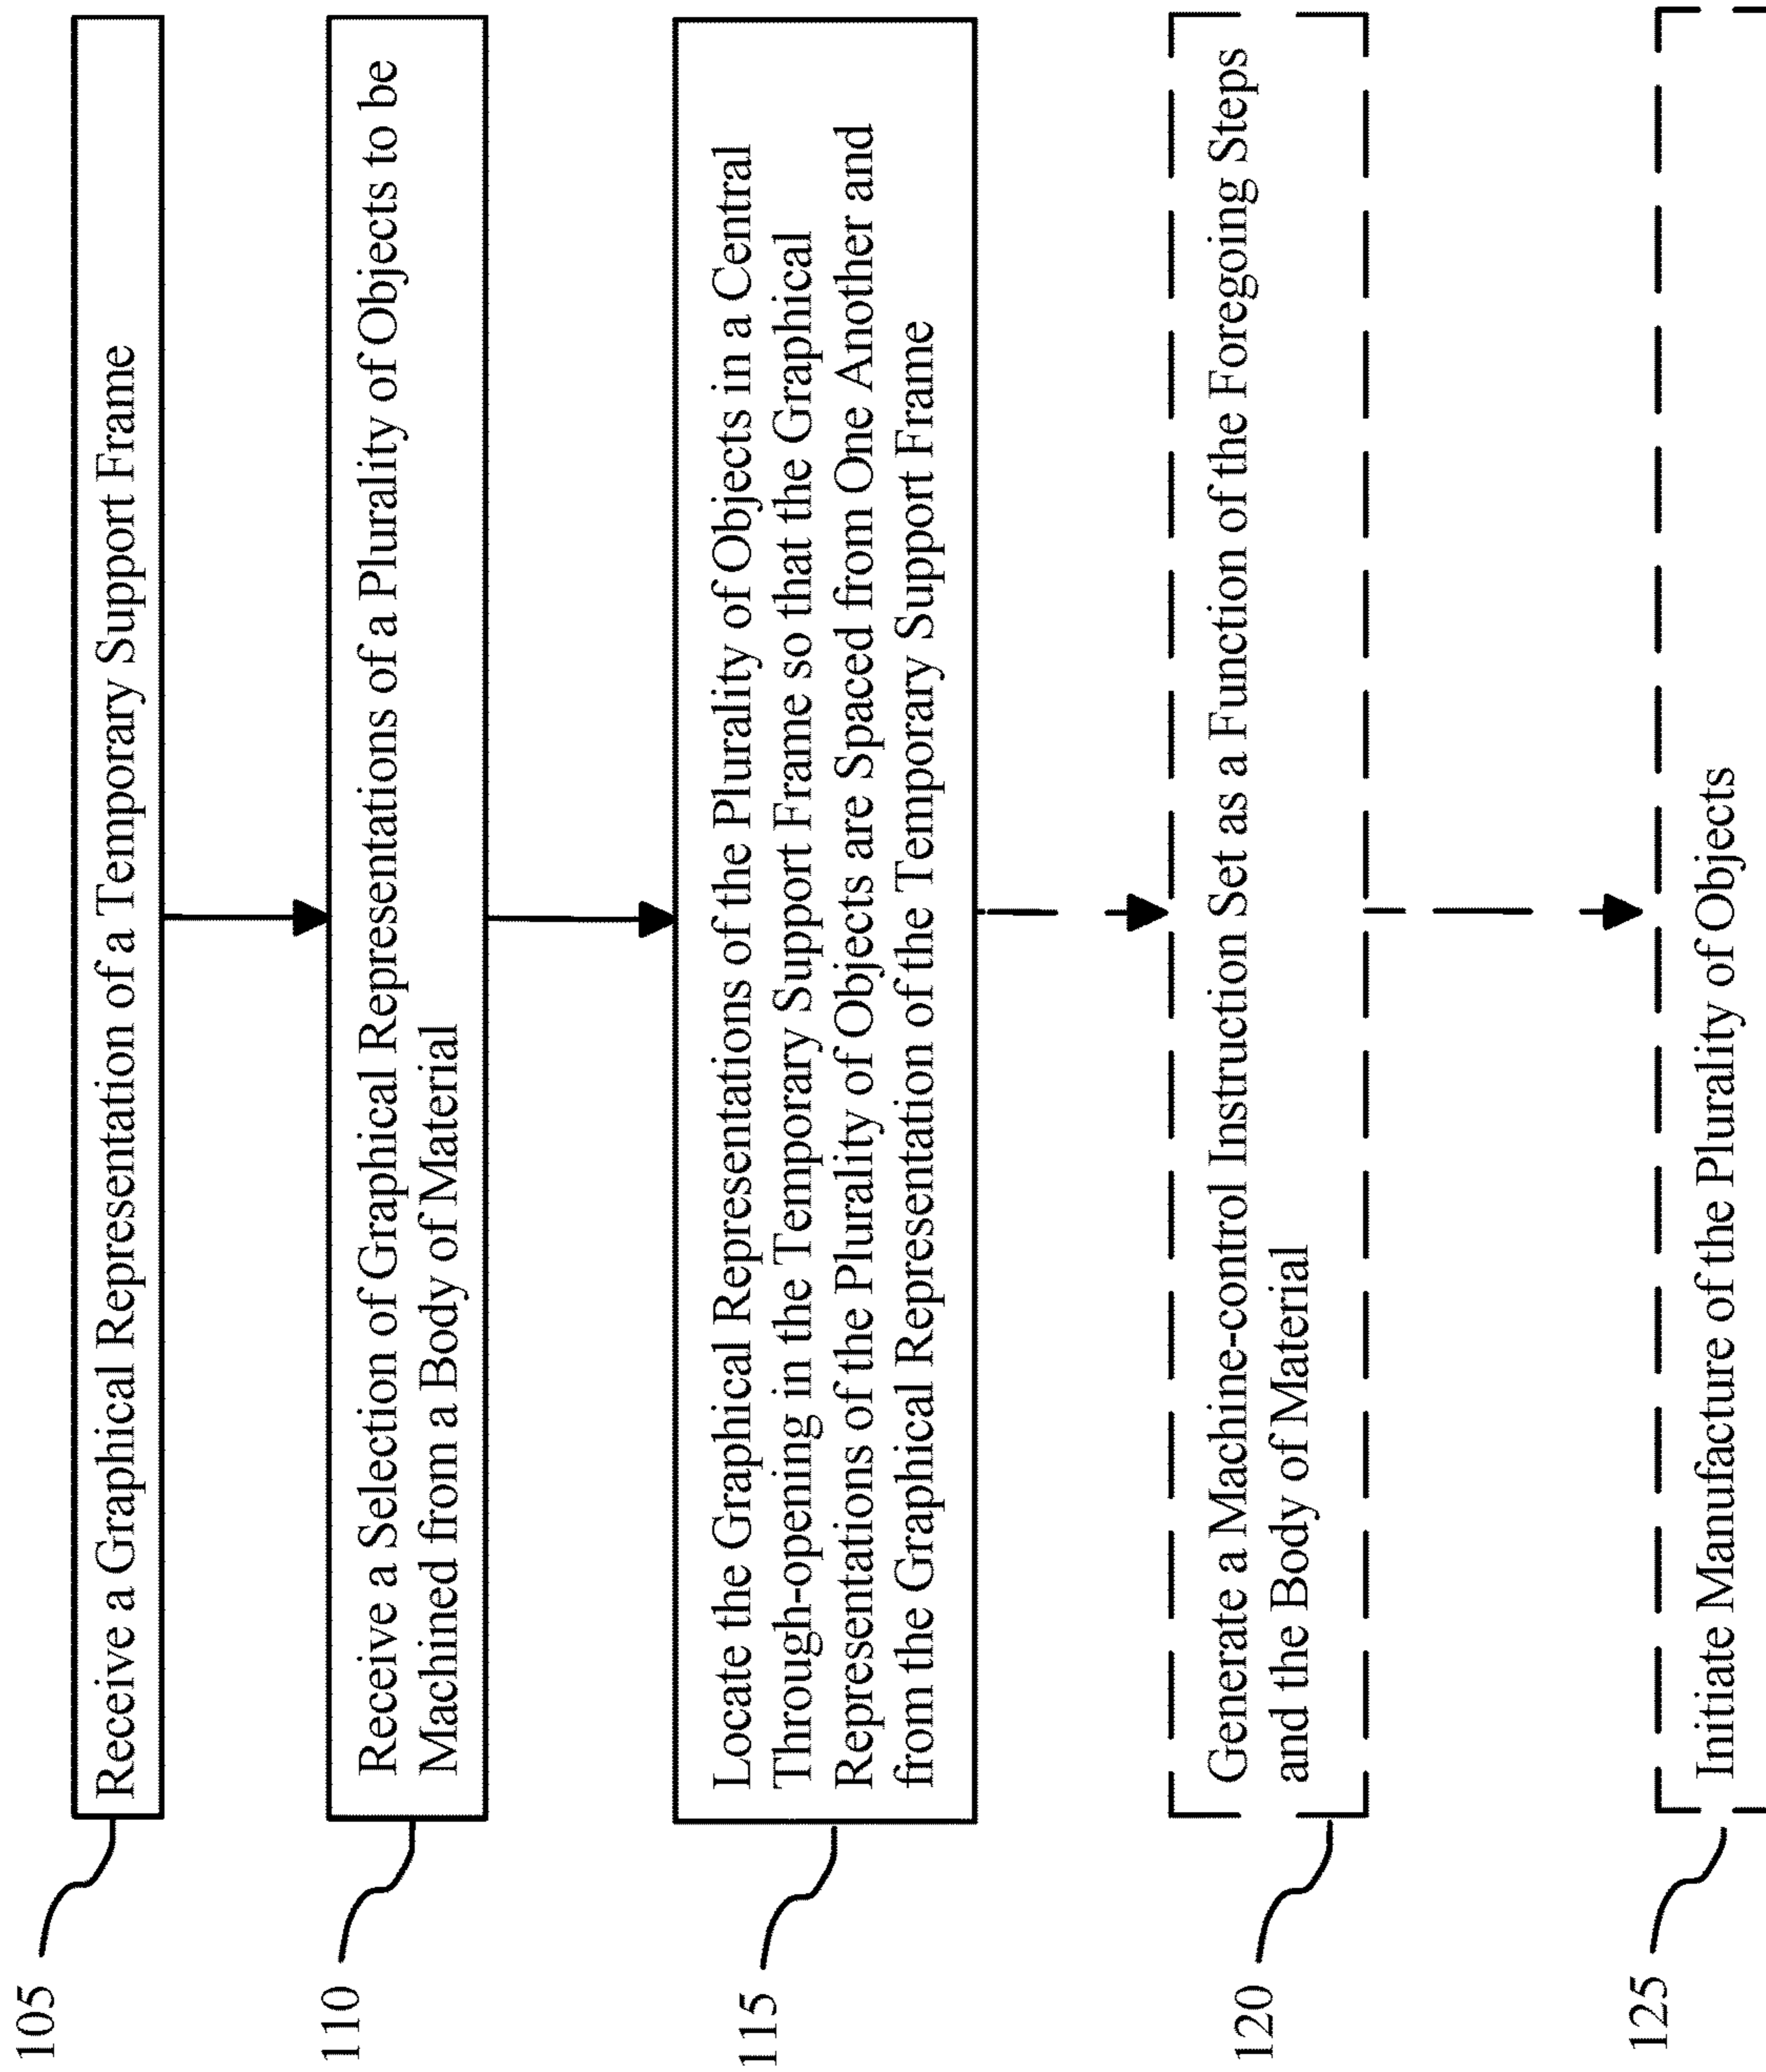 105
Receive a Graphical Representation of a Temporary Support Frame
110
Receive a Selection of Graphical Representations of a Plurality of Objects to be
Machined from a Body of Material
115
Locate the Graphical Representations of the Plurality of Objects in a Central
Through-opening in the Temporary Support Frame so that the Graphical
Representations of the Plurality of Objects are Spaced from One Another and
from the Graphical Representation of the Temporary Support Frame
120
Generate a Machine-control Instruction Set as a Function of the Foregoing Steps
and the Body of Material
125
Initiate Manufacture of the Plurality of Objects